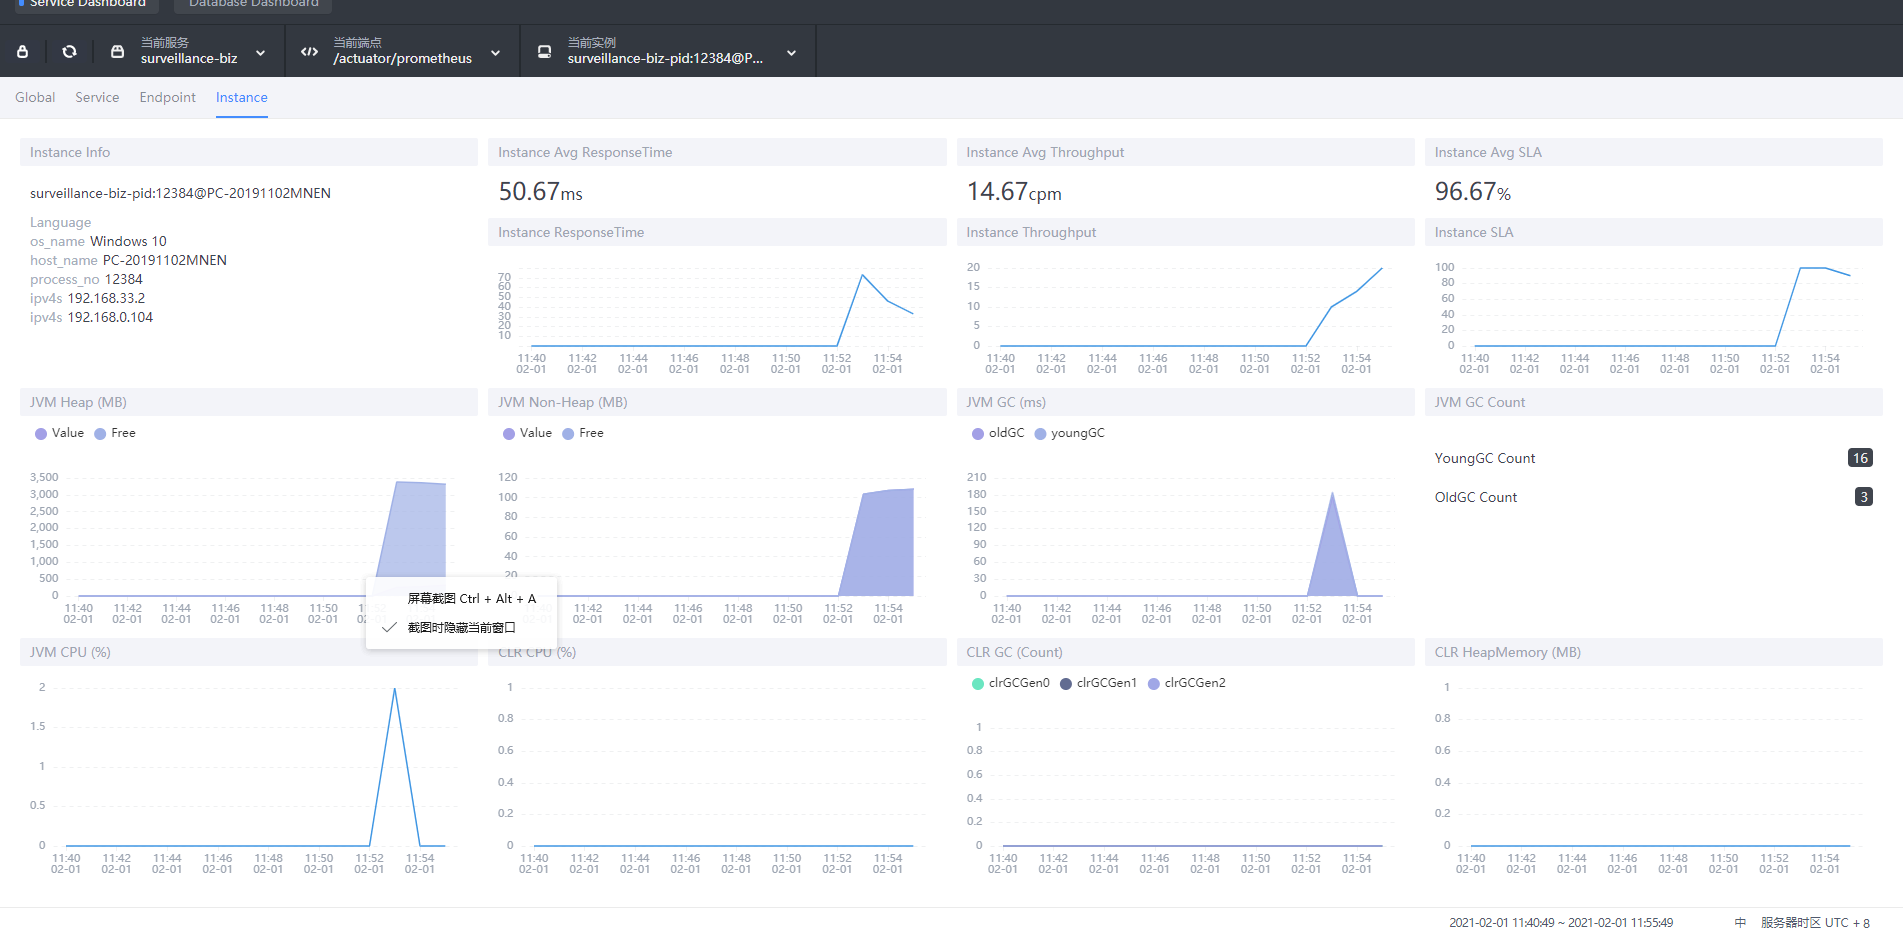 Service Dashboard
Database Dashboard
当前服务
surveillance-biz
当前端点
/actuator/prometheus
当前实例
surveillance-biz-pid:12384@P...
Global Service Endpoint Instance
Instance Info
surveillance-biz-pid:12384@PC-20191102MNEN
Language
os_name Windows 10
host_name PC-20191102MNEN
process_no 12384
ipv4s 192.168.33.2
ipv4s 192.168.0.104
Instance Avg ResponseTime
50.67ms
Instance ResponseTime
70
60
50
40
30
20
10
11:40 11:42 11:44 11:46 11:48 11:50 11:52 11:54
02-01 02-01 02-01 02-01 02-01 02-01 02-01 02-01
Instance Avg Throughput
14.67cpm
Instance Throughput
20
15
10
5
0
11:40 11:42 11:44 11:46 11:48 11:50 11:52 11:54
02-01 02-01 02-01 02-01 02-01 02-01 02-01 02-01
Instance Avg SLA
96.67%
Instance SLA
100
80
60
40
20
0
11:40 11:42 11:44 11:46 11:48 11:50 11:52 11:54
02-01 02-01 02-01 02-01 02-01 02-01 02-01 02-01
JVM Heap (MB)
Value Free
3,500
3,000
2,500
2,000
1,500
1,000
500
0
11:40 11:42 11:44 11:46 11:48 11:50 11:52
02-01 02-01 02-01 02-01 02-01 02-01
屏幕截图 Ctrl + Alt + A
截图时隐藏当前窗口
JVM Non-Heap (MB)
Value Free
120
100
80
60
40
20
11:42 11:44 11:46 11:48 11:50 11:52 11:54
02-01 02-01 02-01 02-01 02-01 02-01 02-01
JVM GC (ms)
oldGC youngGC
210
180
150
120
90
60
30
0
11:40 11:42 11:44 11:46 11:48 11:50 11:52 11:54
02-01 02-01 02-01 02-01 02-01 02-01 02-01 02-01
JVM GC Count
YoungGC Count 16
OldGC Count 3
JVM CPU (%)
2
1.5
1
0.5
0
11:40 11:42 11:44 11:46 11:48 11:50 11:52 11:54
02-01 02-01 02-01 02-01 02-01 02-01 02-01 02-01
CLR CPU (%)
1
0.8
0.6
0.4
0.2
0
11:40 11:42 11:44 11:46 11:48 11:50 11:52 11:54
02-01 02-01 02-01 02-01 02-01 02-01 02-01 02-01
CLR GC (Count)
clrGCGen0 clrGCGen1 clrGCGen2
1
0.8
0.6
0.4
0.2
0
11:40 11:42 11:44 11:46 11:48 11:50 11:52 11:54
02-01 02-01 02-01 02-01 02-01 02-01 02-01 02-01
CLR HeapMemory (MB)
1
0.8
0.6
0.4
0.2
0
11:40 11:42 11:44 11:46 11:48 11:50 11:52 11:54
02-01 02-01 02-01 02-01 02-01 02-01 02-01 02-01
2021-02-01 11:40:49 ~ 2021-02-01 11:55:49 中 服务器时区 UTC + 8